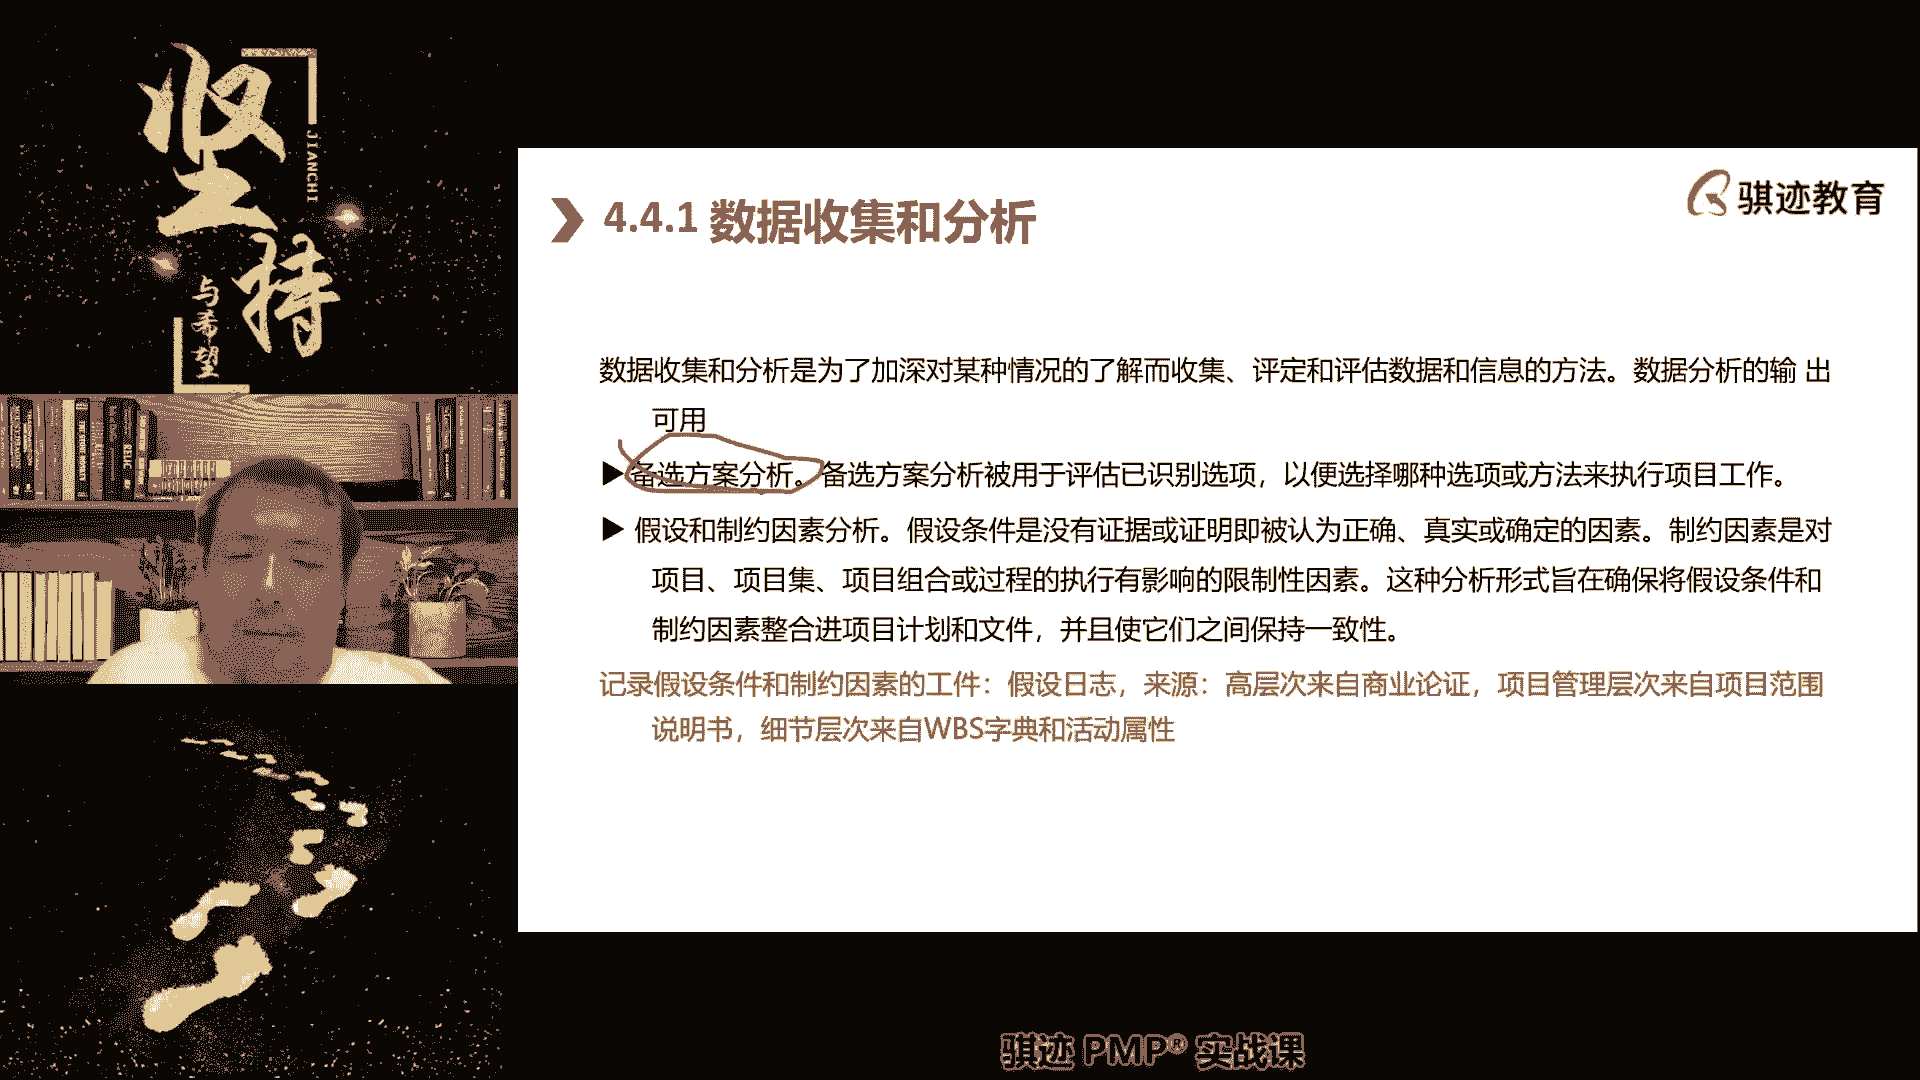 坚持
JIANCHI
与希望
骐迹教育
4.4.1 数据收集和分析
数据收集和分析是为了加深对某种情况的了解而收集、评定和评估数据和信息的方法。数据分析的输 出
可用
▶备选方案分析。备选方案分析被用于评估已识别选项，以便选择哪种选项或方法来执行项目工作。
▶ 假设和制约因素分析。假设条件是没有证据或证明即被认为正确、真实或确定的因素。制约因素是对
项目、项目集、项目组合或过程的执行有影响的限制性因素。这种分析形式旨在确保将假设条件和
制约因素整合进项目计划和文件，并且使它们之间保持一致性。
记录假设条件和制约因素的工件：假设日志，来源：高层次来自商业论证，项目管理层次来自项目范围
说明书，细节层次来自WBS字典和活动属性
骐迹 PMP® 实战课